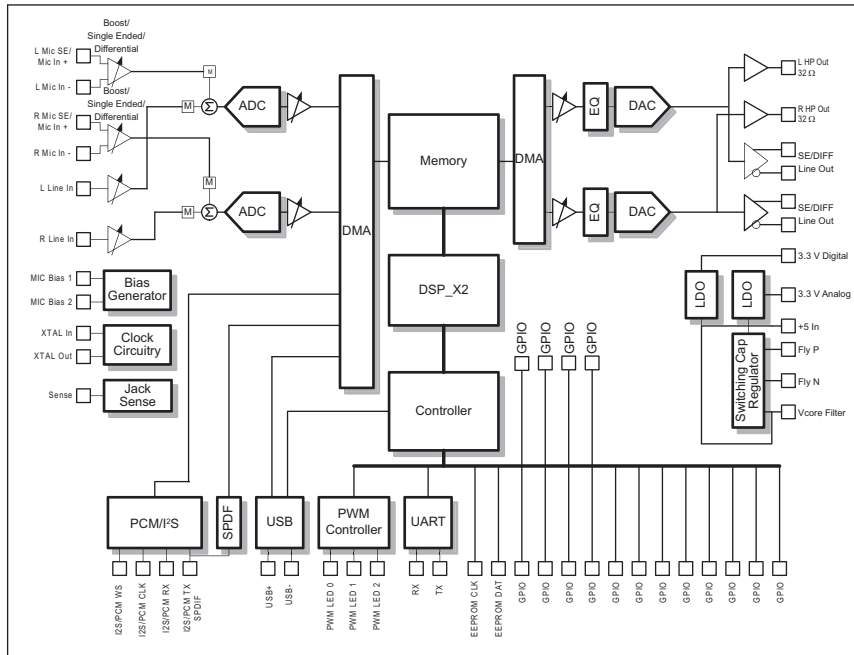 Boost/
Single Ended/
Differential
L Mic SE/
Mic In +
L Mic In -
Boost/
Single Ended/
Differential
R Mic SE/
Mic In +
R Mic In -
L Line In
R Line In
M
M
M
M
Σ
Σ
ADC
ADC
DMA
Memory
DMA
EQ
DAC
EQ
DAC
L HP Out
32 Ω
R HP Out
32 Ω
SE/DIFF
Line Out
SE/DIFF
Line Out
MIC Bias 1
MIC Bias 2
Bias
Generator
XTAL In
XTAL Out
Clock
Circuitry
Sense
Jack
Sense
DSP_X2
Controller
LDO
LDO
Switching Cap
Regulator
3.3 V Digital
3.3 V Analog
+5 In
Fly P
Fly N
Vcore Filter
GPIO
GPIO
GPIO
GPIO
PCM/I²S
SPDF
USB
PWM
Controller
UART
I2S/PCM WS
I2S/PCM CLK
I2S/PCM RX
I2S/PCM TX
SPDIF
USB+
USB-
PWM LED 0
PWM LED 1
PWM LED 2
RX
TX
EEPROM CLK
EEPROM DAT
GPIO
GPIO
GPIO
GPIO
GPIO
GPIO
GPIO
GPIO
GPIO
GPIO
GPIO
GPIO